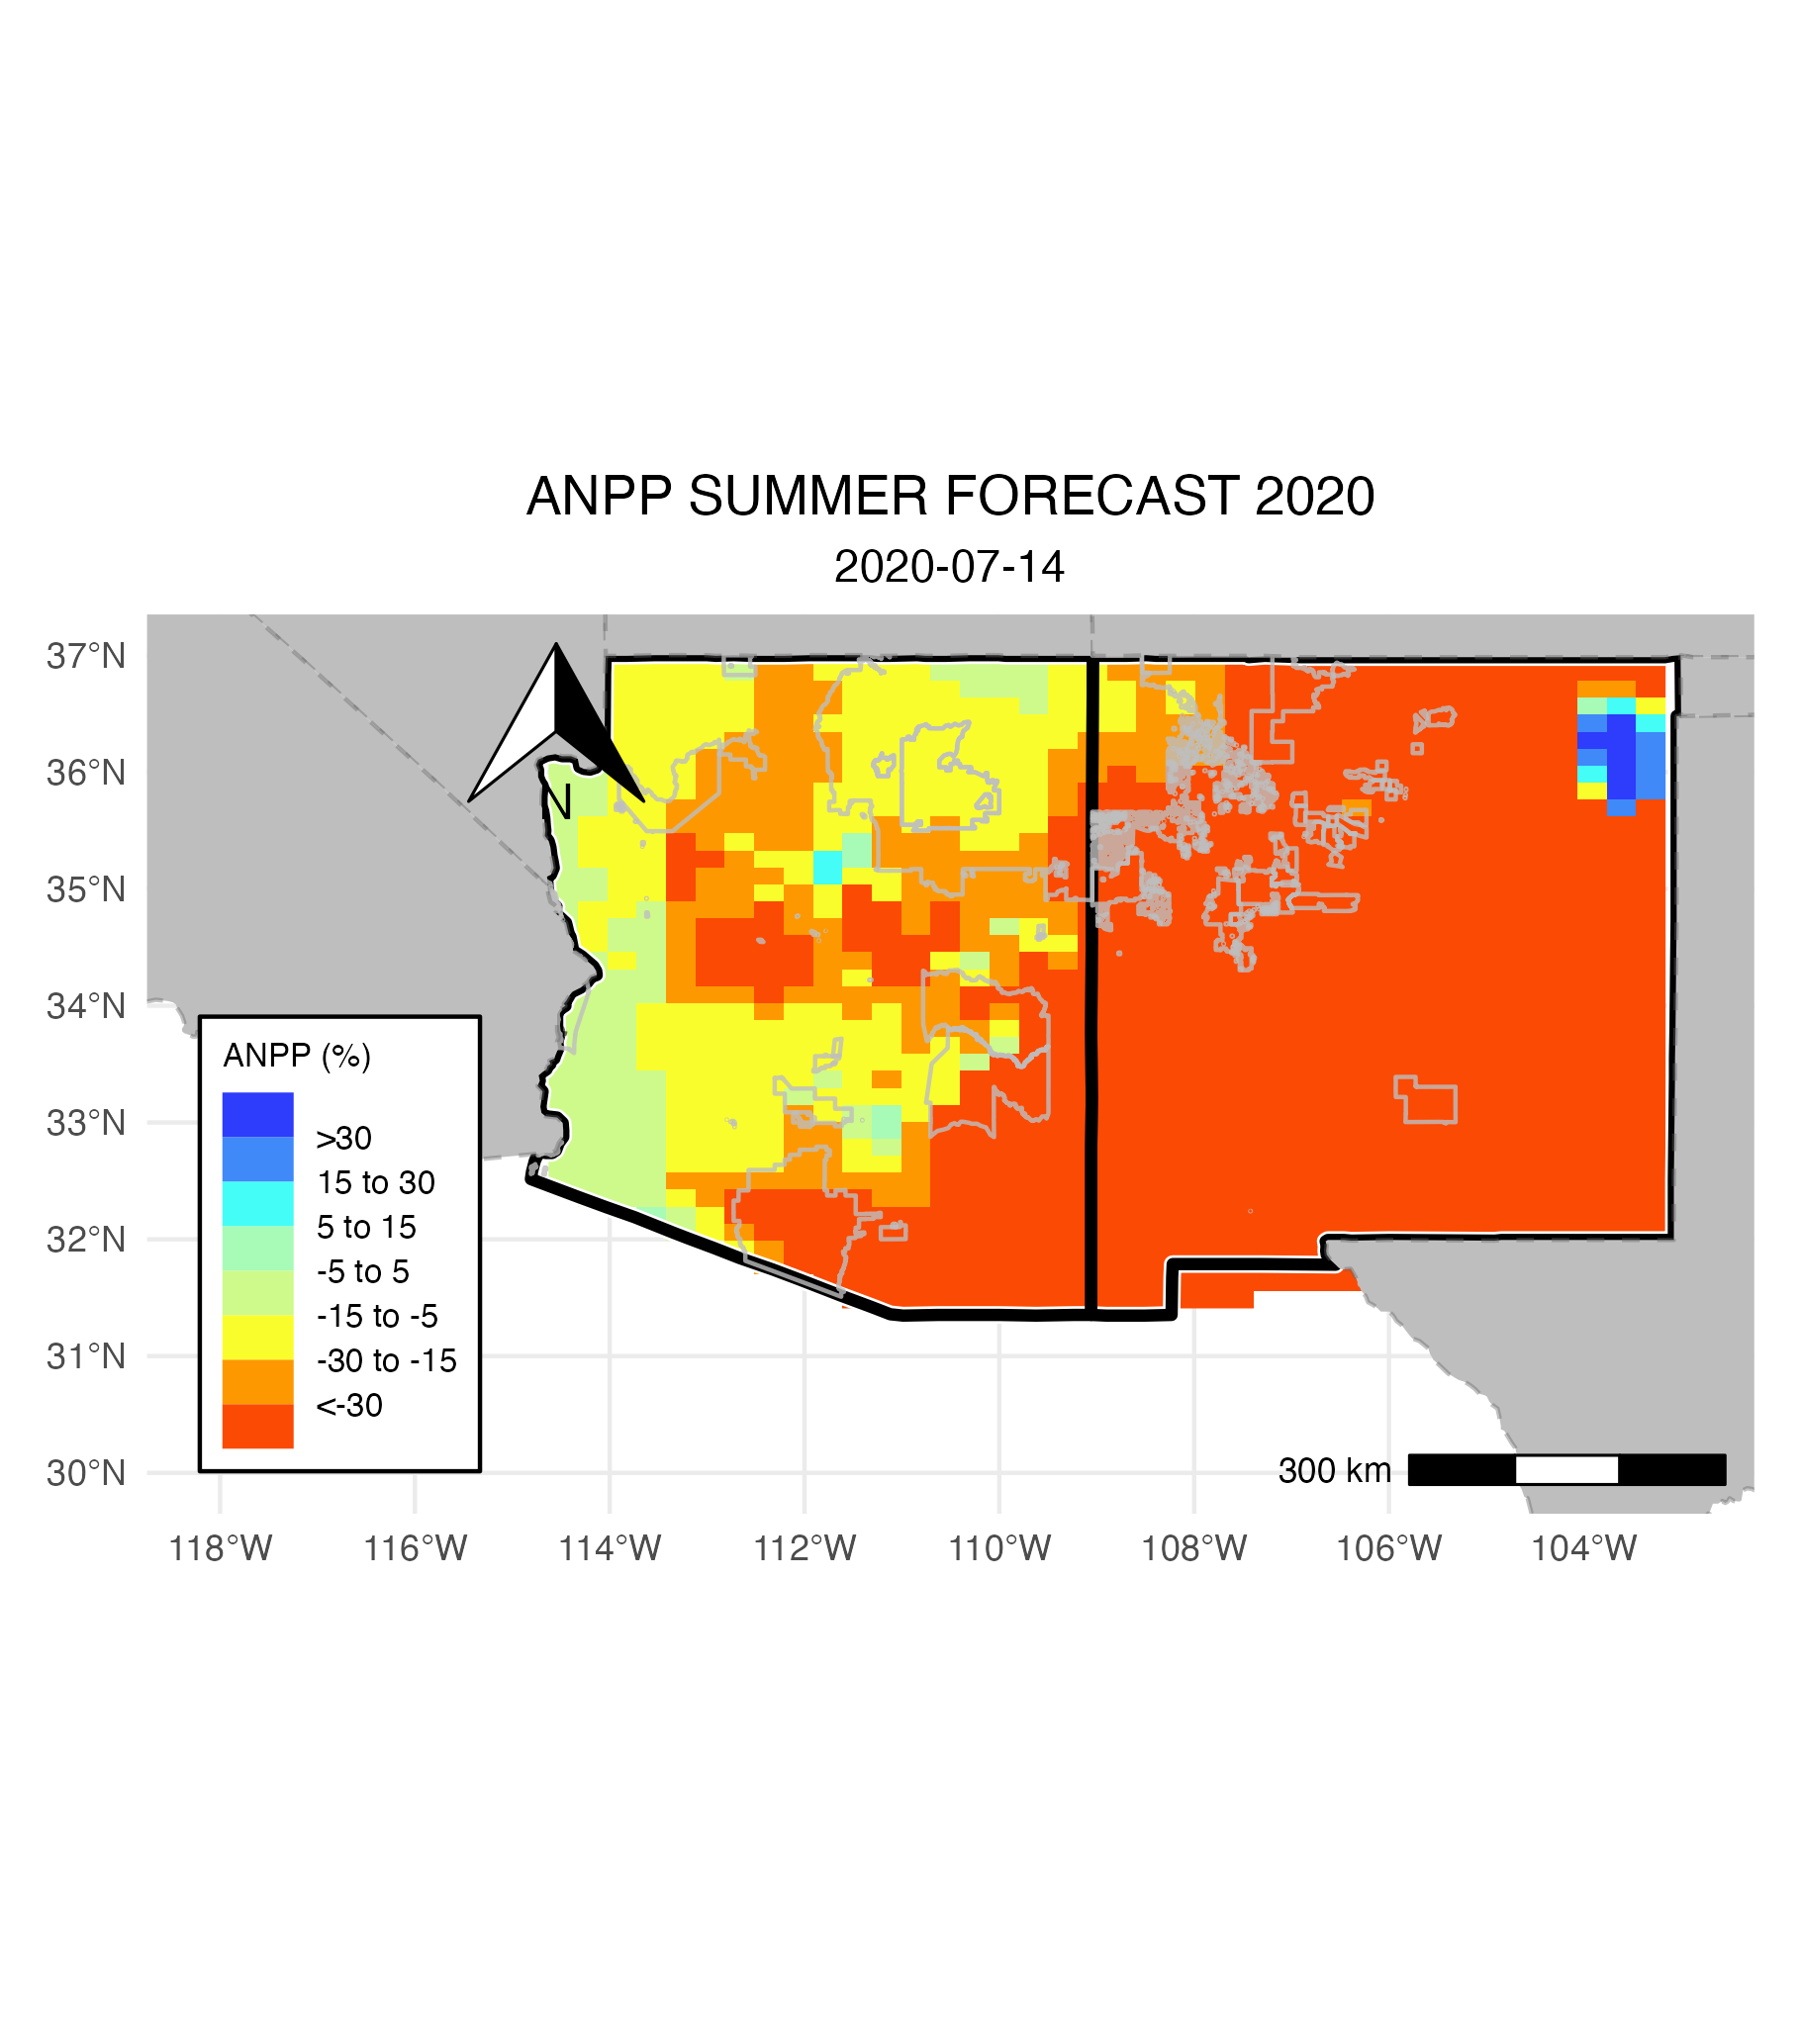 ANPP SUMMER FORECAST 2020
2020-07-14
37°N
36°N
35°N
34°N
33°N
32°N
31°N
30°N
N
ANPP (%)
>30
15 to 30
5 to 15
-5 to 5
-15 to -5
-30 to -15
<-30
300 km
118°W 116°W 114°W 112°W 110°W 108°W 106°W 104°W